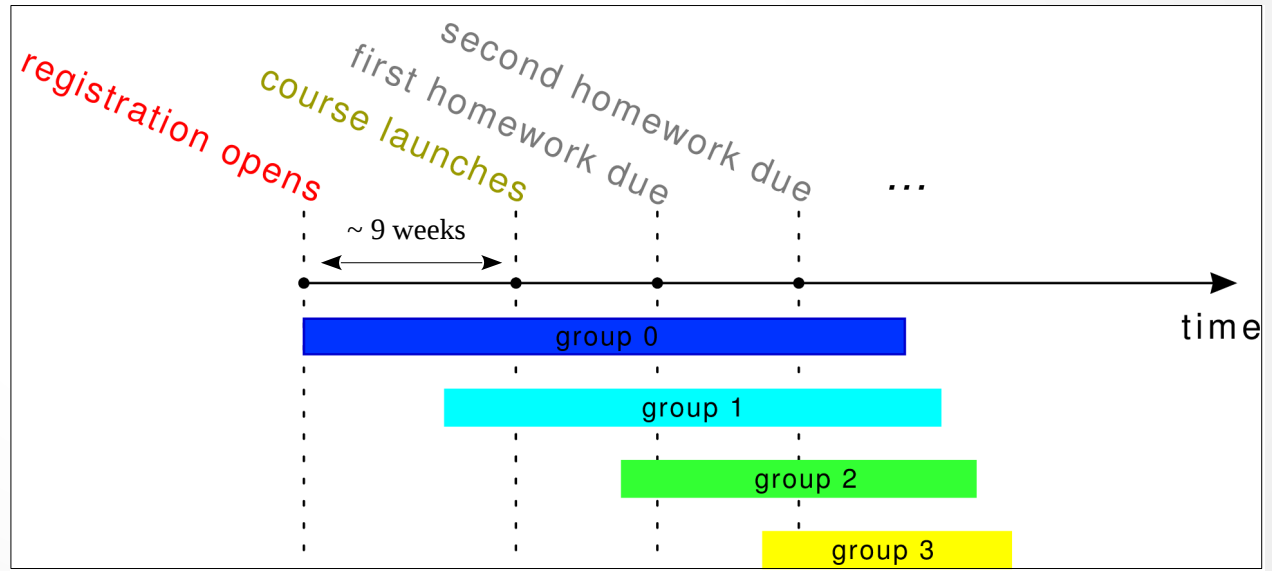 registration opens
course launches
first homework due
second homework due
...
~ 9 weeks
time
group 0
group 1
group 2
group 3